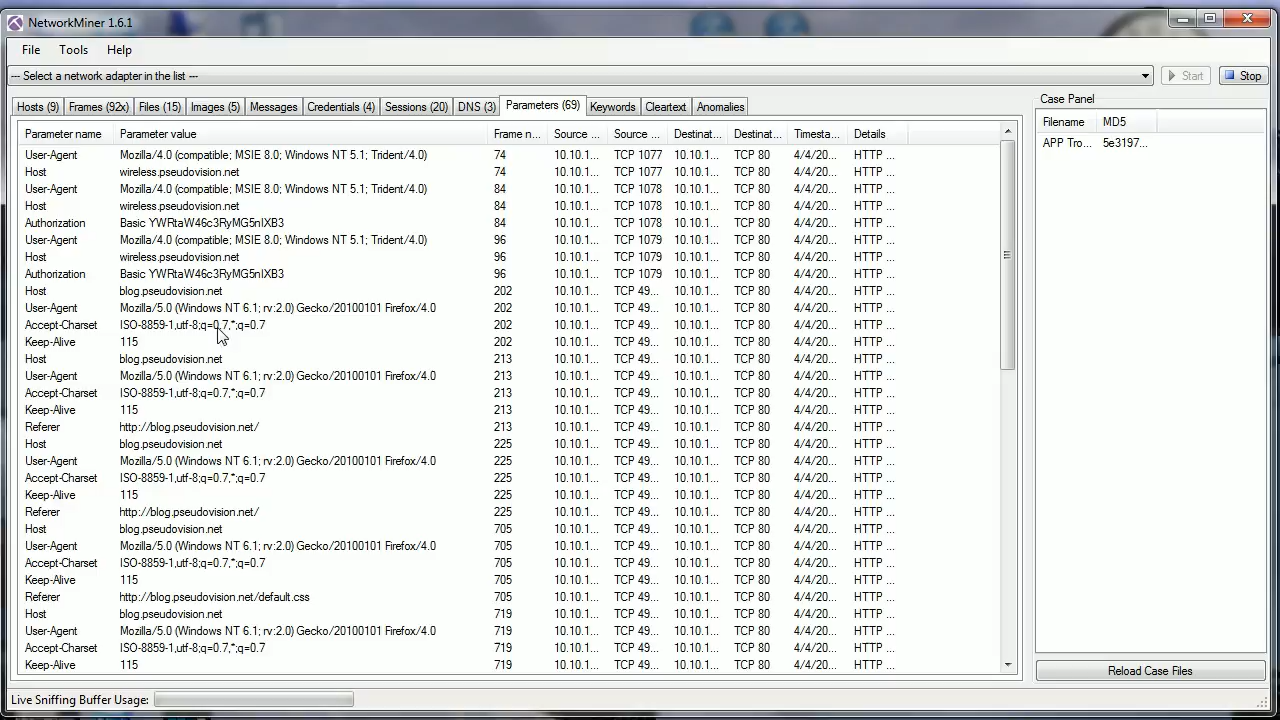 NetworkMiner 1.6.1
File Tools Help
--- Select a network adapter in the list ---
Start
Stop
Hosts (9) Frames (92x) Files (15) Images (5) Messages Credentials (4) Sessions (20) DNS (3) Parameters (69) Keywords Cleartext Anomalies
Parameter name Parameter value Frame n... Source ... Source ... Destinat... Destinat... Timesta... Details
User-Agent Mozilla/4.0 (compatible; MSIE 8.0; Windows NT 5.1; Trident/4.0) 74 10.10.1... TCP 1077 10.10.1... TCP 80 4/4/20... HTTP ...
Host wireless.pseudovision.net 74 10.10.1... TCP 1077 10.10.1... TCP 80 4/4/20... HTTP ...
User-Agent Mozilla/4.0 (compatible; MSIE 8.0; Windows NT 5.1; Trident/4.0) 84 10.10.1... TCP 1078 10.10.1... TCP 80 4/4/20... HTTP ...
Host wireless.pseudovision.net 84 10.10.1... TCP 1078 10.10.1... TCP 80 4/4/20... HTTP ...
Authorization Basic YWRtaW46c3RyMG5nIXB3 84 10.10.1... TCP 1078 10.10.1... TCP 80 4/4/20... HTTP ...
User-Agent Mozilla/4.0 (compatible; MSIE 8.0; Windows NT 5.1; Trident/4.0) 96 10.10.1... TCP 1079 10.10.1... TCP 80 4/4/20... HTTP ...
Host wireless.pseudovision.net 96 10.10.1... TCP 1079 10.10.1... TCP 80 4/4/20... HTTP ...
Authorization Basic YWRtaW46c3RyMG5nIXB3 96 10.10.1... TCP 1079 10.10.1... TCP 80 4/4/20... HTTP ...
Host blog.pseudovision.net 202 10.10.1... TCP 49... 10.10.1... TCP 80 4/4/20... HTTP ...
User-Agent Mozilla/5.0 (Windows NT 6.1; rv:2.0) Gecko/20100101 Firefox/4.0 202 10.10.1... TCP 49... 10.10.1... TCP 80 4/4/20... HTTP ...
Accept-Charset ISO-8859-1,utf-8;q=0.7,*;q=0.7 202 10.10.1... TCP 49... 10.10.1... TCP 80 4/4/20... HTTP ...
Keep-Alive 115 202 10.10.1... TCP 49... 10.10.1... TCP 80 4/4/20... HTTP ...
Host blog.pseudovision.net 213 10.10.1... TCP 49... 10.10.1... TCP 80 4/4/20... HTTP ...
User-Agent Mozilla/5.0 (Windows NT 6.1; rv:2.0) Gecko/20100101 Firefox/4.0 213 10.10.1... TCP 49... 10.10.1... TCP 80 4/4/20... HTTP ...
Accept-Charset ISO-8859-1,utf-8;q=0.7,*;q=0.7 213 10.10.1... TCP 49... 10.10.1... TCP 80 4/4/20... HTTP ...
Keep-Alive 115 213 10.10.1... TCP 49... 10.10.1... TCP 80 4/4/20... HTTP ...
Referer http://blog.pseudovision.net/ 213 10.10.1... TCP 49... 10.10.1... TCP 80 4/4/20... HTTP ...
Host blog.pseudovision.net 225 10.10.1... TCP 49... 10.10.1... TCP 80 4/4/20... HTTP ...
User-Agent Mozilla/5.0 (Windows NT 6.1; rv:2.0) Gecko/20100101 Firefox/4.0 225 10.10.1... TCP 49... 10.10.1... TCP 80 4/4/20... HTTP ...
Accept-Charset ISO-8859-1,utf-8;q=0.7,*;q=0.7 225 10.10.1... TCP 49... 10.10.1... TCP 80 4/4/20... HTTP ...
Keep-Alive 115 225 10.10.1... TCP 49... 10.10.1... TCP 80 4/4/20... HTTP ...
Referer http://blog.pseudovision.net/ 225 10.10.1... TCP 49... 10.10.1... TCP 80 4/4/20... HTTP ...
Host blog.pseudovision.net 705 10.10.1... TCP 49... 10.10.1... TCP 80 4/4/20... HTTP ...
User-Agent Mozilla/5.0 (Windows NT 6.1; rv:2.0) Gecko/20100101 Firefox/4.0 705 10.10.1... TCP 49... 10.10.1... TCP 80 4/4/20... HTTP ...
Accept-Charset ISO-8859-1,utf-8;q=0.7,*;q=0.7 705 10.10.1... TCP 49... 10.10.1... TCP 80 4/4/20... HTTP ...
Keep-Alive 115 705 10.10.1... TCP 49... 10.10.1... TCP 80 4/4/20... HTTP ...
Referer http://blog.pseudovision.net/default.css 705 10.10.1... TCP 49... 10.10.1... TCP 80 4/4/20... HTTP ...
Host blog.pseudovision.net 719 10.10.1... TCP 49... 10.10.1... TCP 80 4/4/20... HTTP ...
User-Agent Mozilla/5.0 (Windows NT 6.1; rv:2.0) Gecko/20100101 Firefox/4.0 719 10.10.1... TCP 49... 10.10.1... TCP 80 4/4/20... HTTP ...
Accept-Charset ISO-8859-1,utf-8;q=0.7,*;q=0.7 719 10.10.1... TCP 49... 10.10.1... TCP 80 4/4/20... HTTP ...
Keep-Alive 115 719 10.10.1... TCP 49... 10.10.1... TCP 80 4/4/20... HTTP ...
Case Panel
Filename MD5
APP Tro... 5e3197...
Reload Case Files
Live Sniffing Buffer Usage: